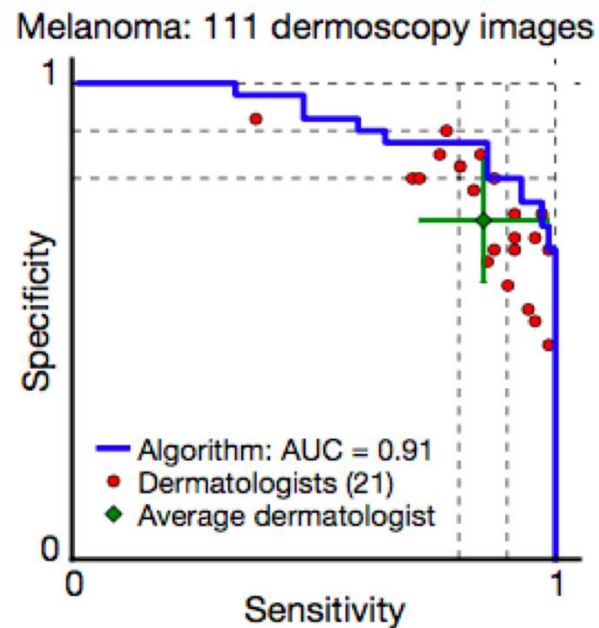 Melanoma: 111 dermoscopy images
1
Specificity
Algorithm: AUC = 0.91
Dermatologists (21)
Average dermatologist
0
0
1
Sensitivity